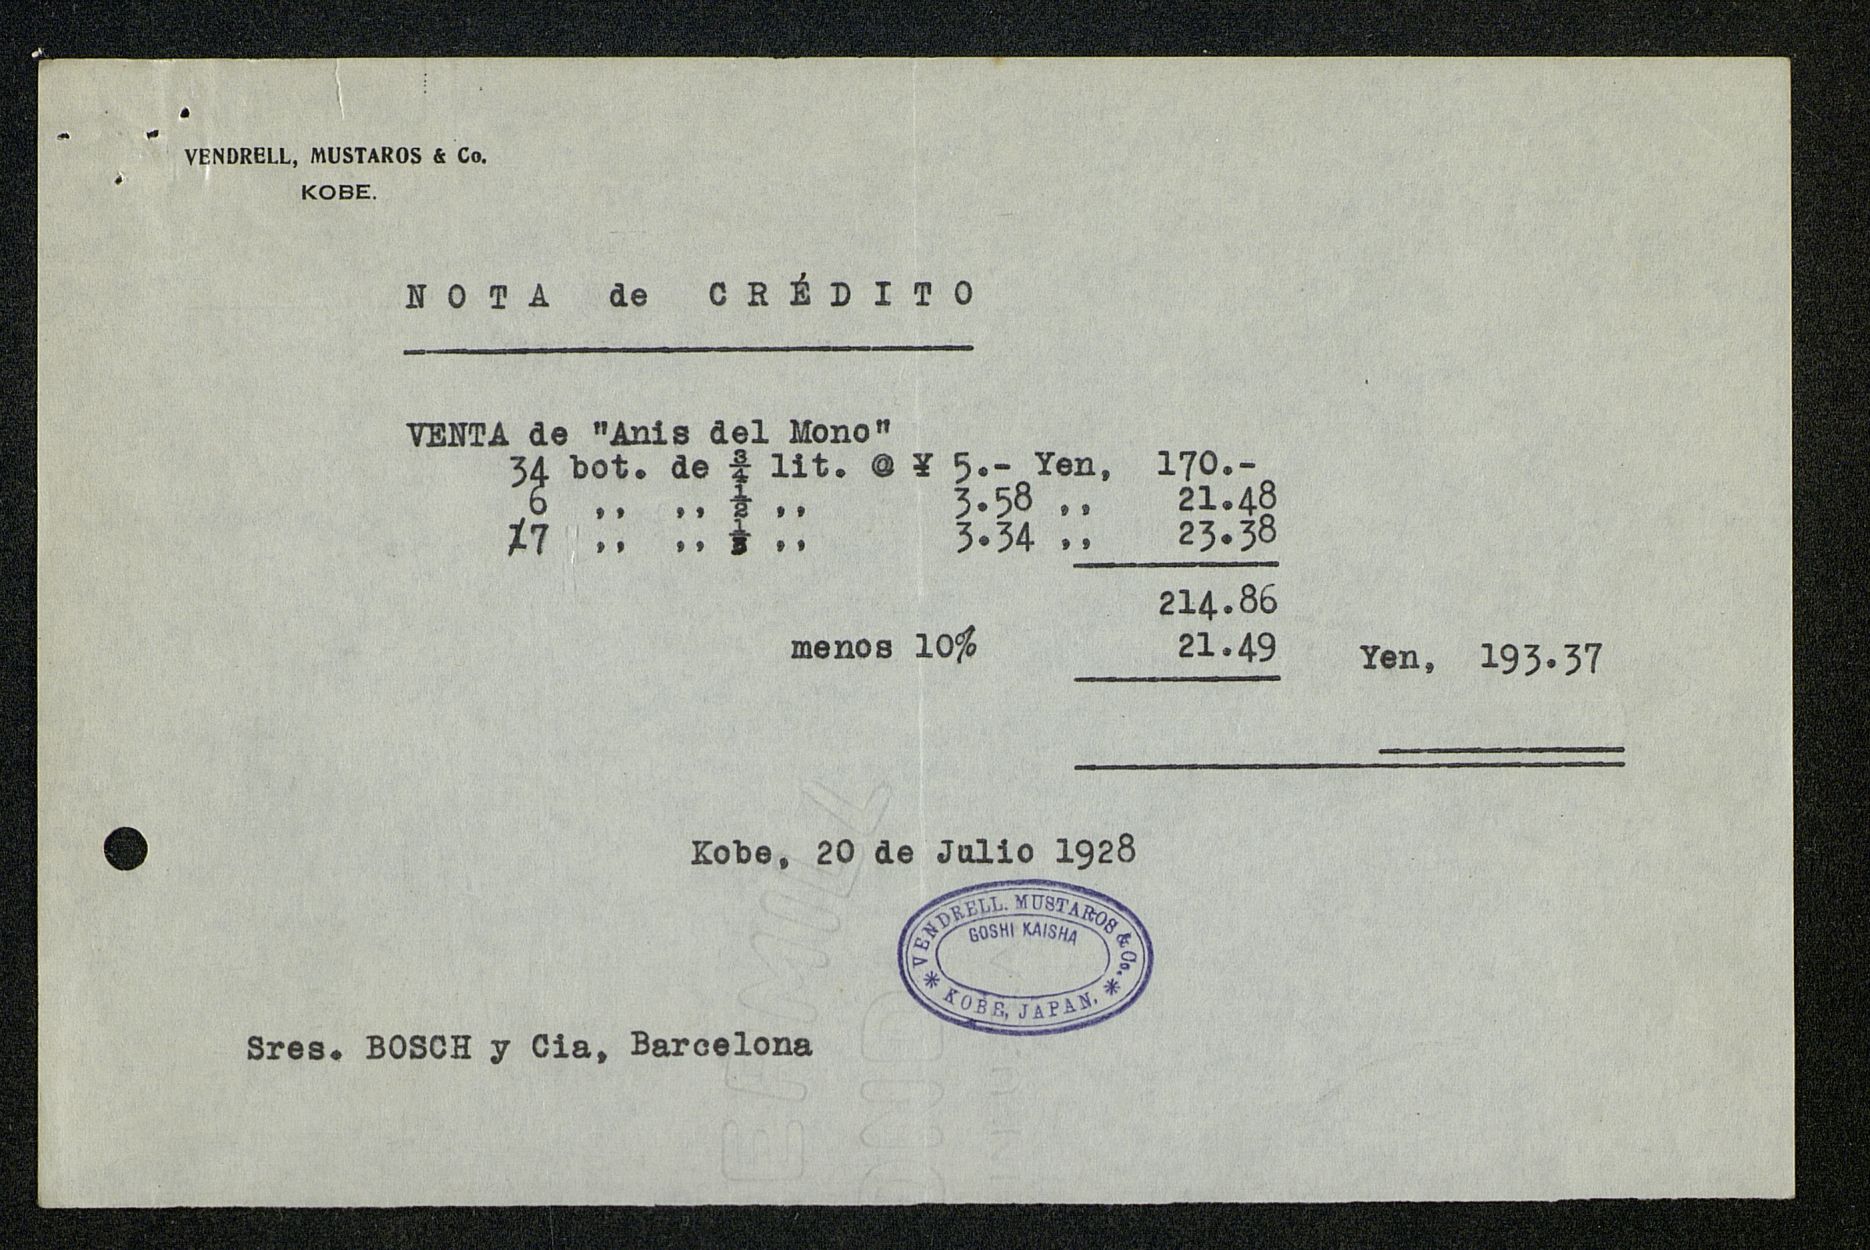 VENDRELL, MUSTAROS & Co.
KOBE.
NOTA de CRÉDITO
VENTA de "Anis del Mono"
34 bot. de ¾ lit. @ ¥ 5.- Yen, 170.-
6 ,, ,, ½ ,, 3.58 ,, 21.48
7 ,, ,, ⅓ ,, 3.34 ,, 23.38
214.86
menos 10% 21.49 Yen, 193.37
Kobe, 20 de Julio 1928
VENDRELL. MUSTAROS & Co.
GOSHI KAISHA
* KOBE, JAPAN. *
Sres. BOSCH y Cia, Barcelona